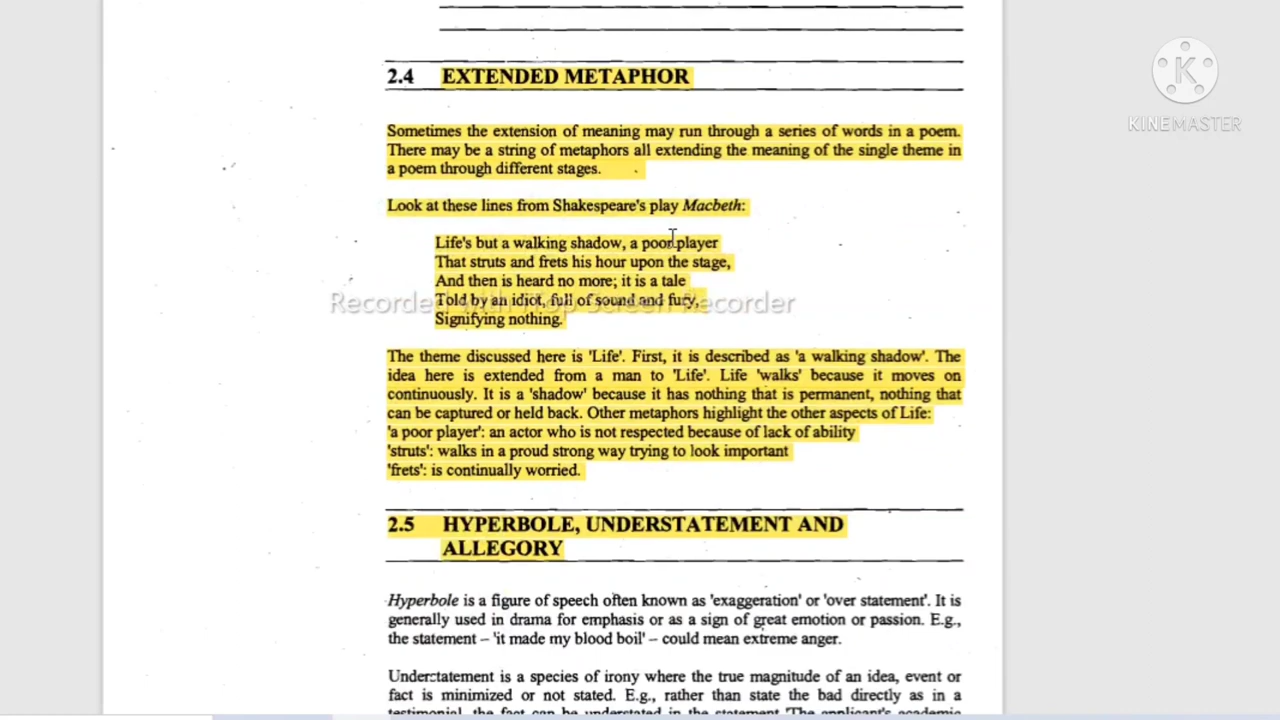 KINEMASTER
2.4 EXTENDED METAPHOR
Sometimes the extension of meaning may run through a series of words in a poem.
There may be a string of metaphors all extending the meaning of the single theme in
a poem through different stages.
Look at these lines from Shakespeare's play Macbeth:
Life's but a walking shadow, a poor player
That struts and frets his hour upon the stage,
And then is heard no more; it is a tale
Told by an idiot, full of sound and fury,
Signifying nothing.
Recorded with iTop Screen Recorder
The theme discussed here is 'Life'. First, it is described as 'a walking shadow'. The
idea here is extended from a man to 'Life'. Life 'walks' because it moves on
continuously. It is a 'shadow' because it has nothing that is permanent, nothing that
can be captured or held back. Other metaphors highlight the other aspects of Life:
'a poor player': an actor who is not respected because of lack of ability
'struts': walks in a proud strong way trying to look important
'frets': is continually worried.
2.5 HYPERBOLE, UNDERSTATEMENT AND
ALLEGORY
Hyperbole is a figure of speech often known as 'exaggeration' or 'over statement'. It is
generally used in drama for emphasis or as a sign of great emotion or passion. E.g.,
the statement – 'it made my blood boil' – could mean extreme anger.
Understatement is a species of irony where the true magnitude of an idea, event or
fact is minimized or not stated. E.g., rather than state the bad directly as in a
testimonial, the fact can be understated in the statement 'The applicant's academic